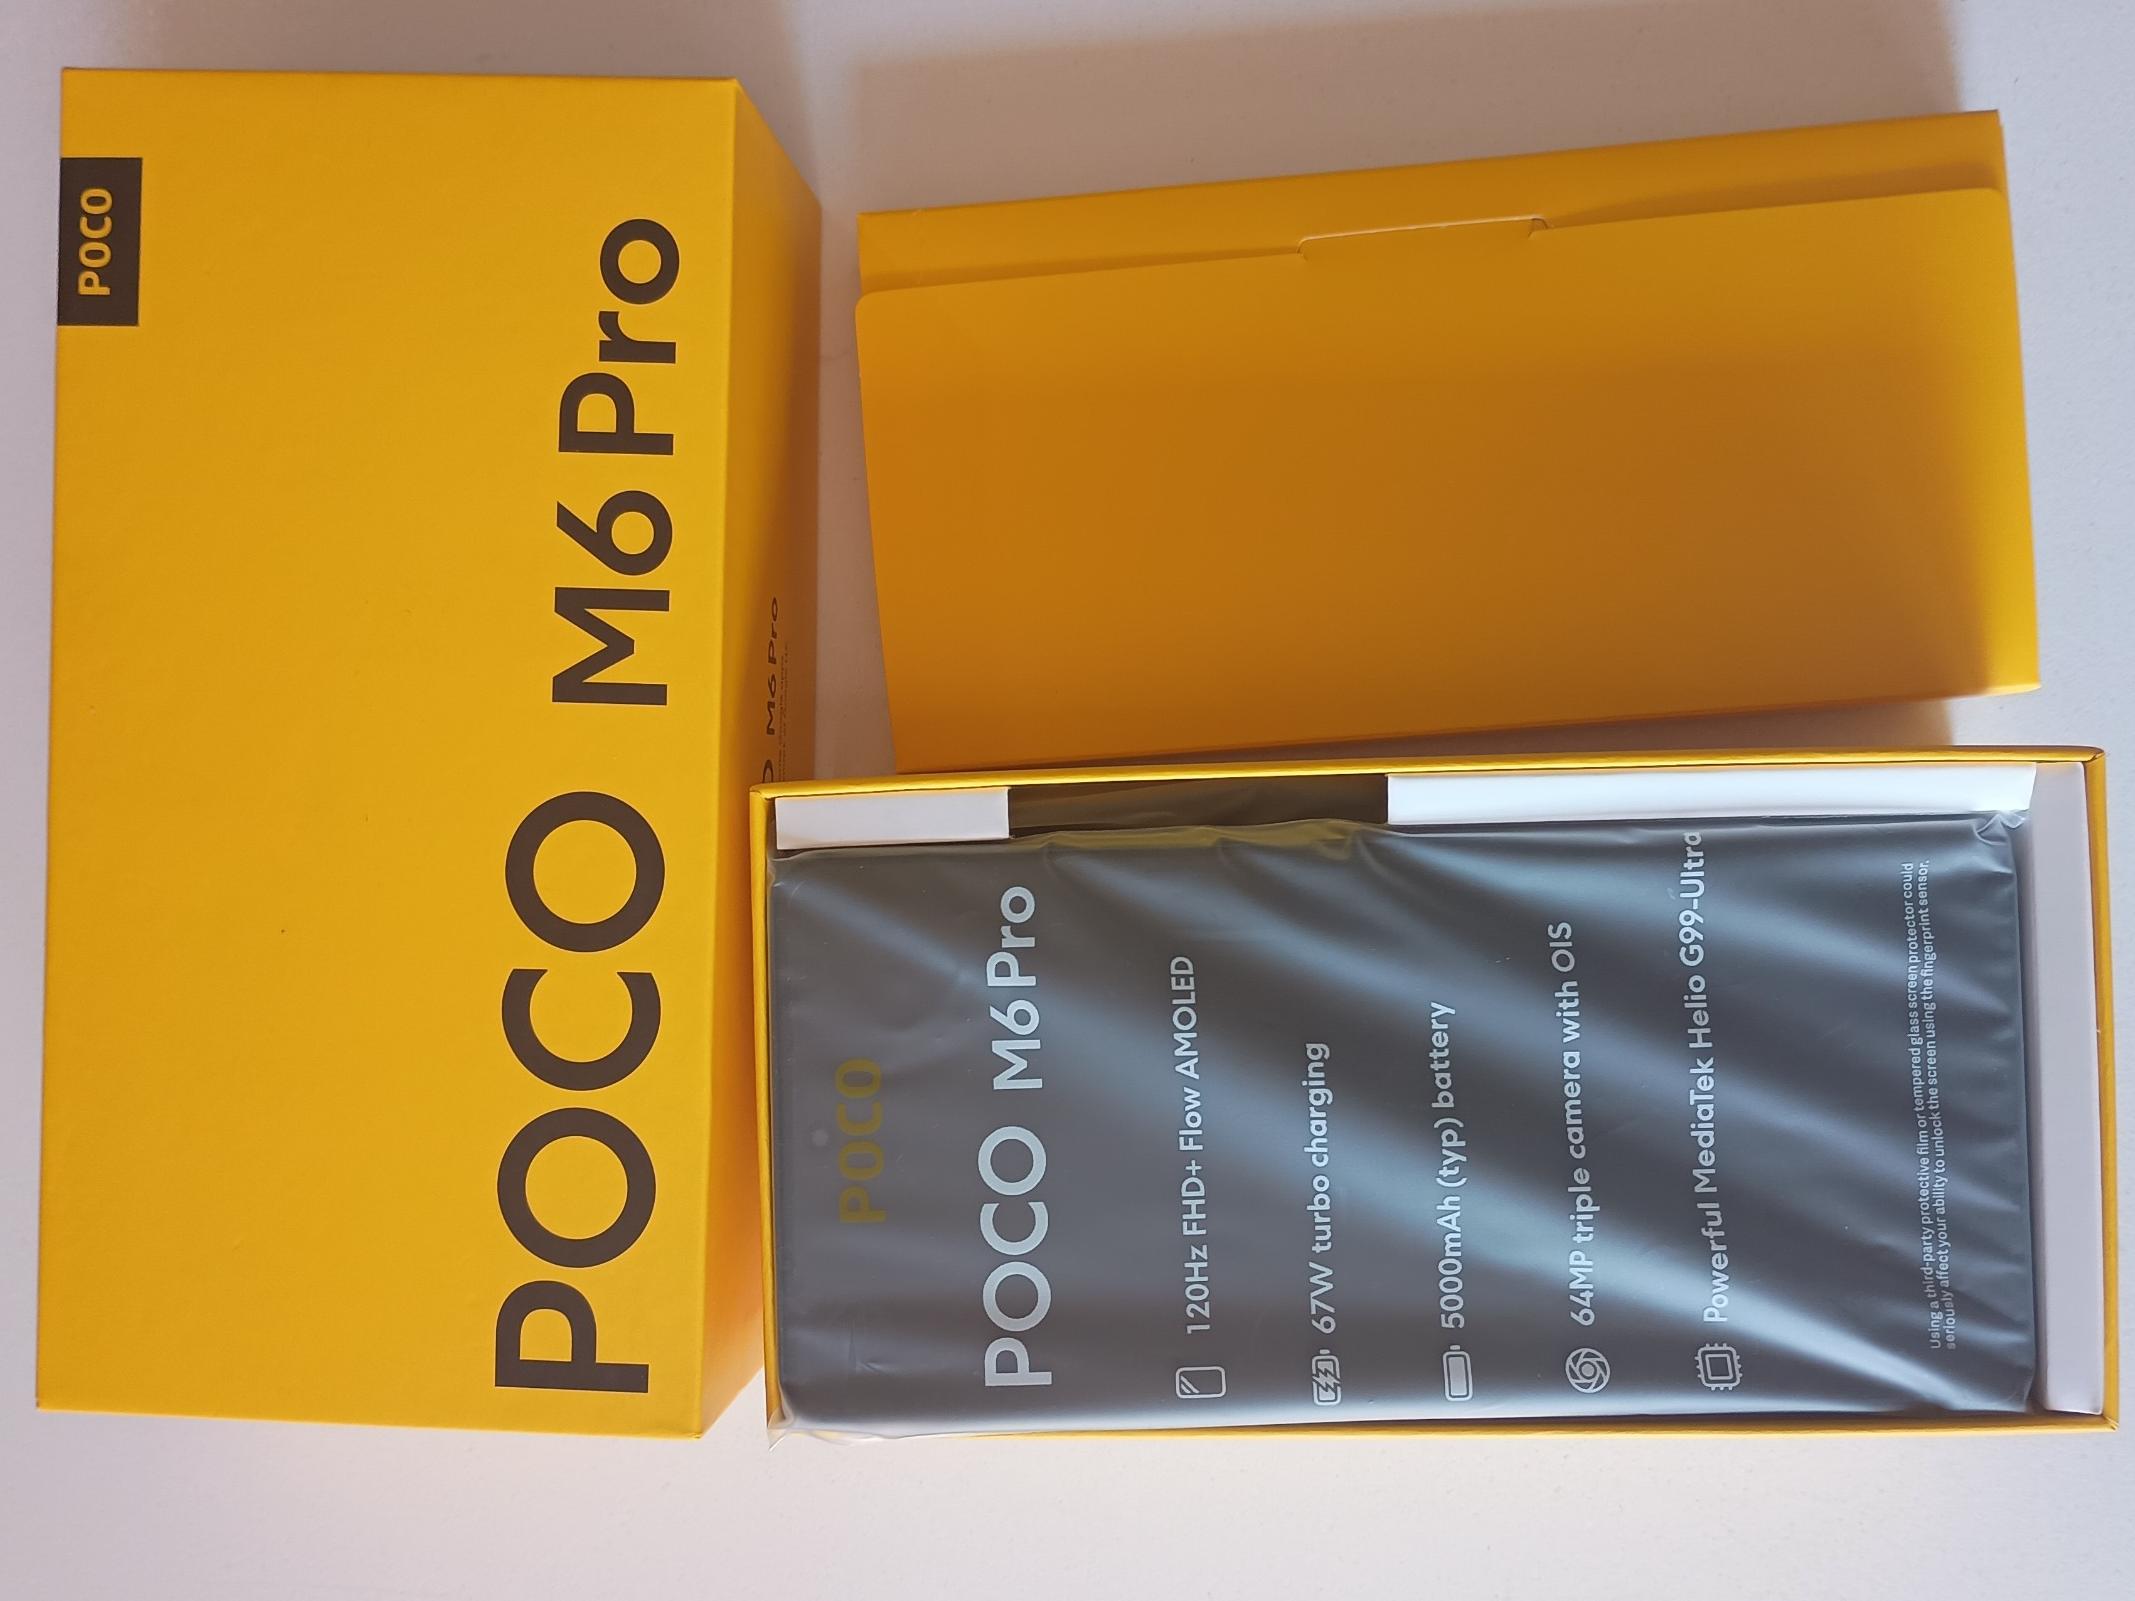 POCO
POCO M6 Pro
M6 Pro
POCO
POCO M6 Pro
120Hz FHD+ Flow AMOLED
67W turbo charging
5000mAh (typ) battery
64MP triple camera with OIS
Powerful MediaTek Helio G99-Ultra
Using a third-party protective film or tempered glass screen protector could
seriously affect your ability to unlock the screen using the fingerprint sensor.